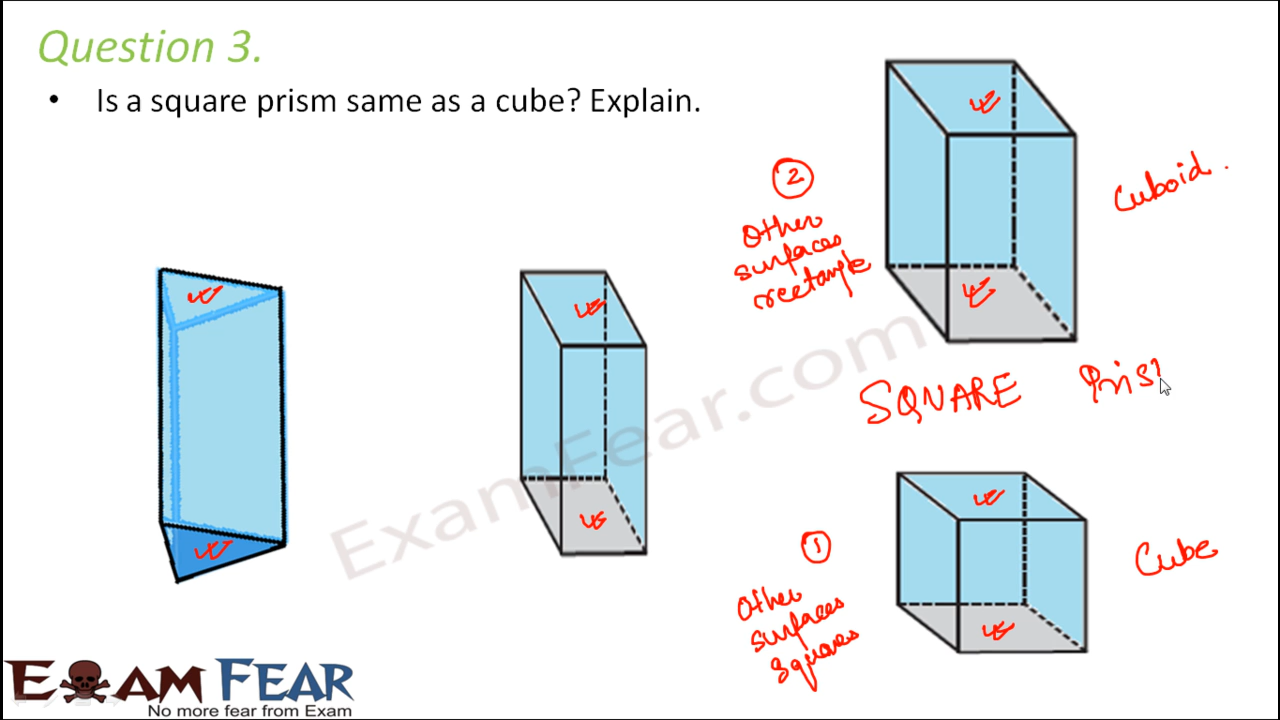 Question 3.
• Is a square prism same as a cube? Explain.
2
Other
surfaces
rectangle
Cuboid.
SQUARE Pris
1
Other
surfaces
squares
Cube
ExamFear.com
EXAM FEAR
No more fear from Exam